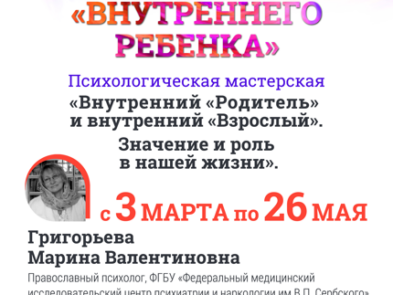 «ВНУТРЕННЕГО
РЕБЕНКА»
Психологическая мастерская
«Внутренний «Родитель»
и внутренний «Взрослый».
Значение и роль
в нашей жизни».
с 3 МАРТА по 26 МАЯ
Григорьева
Марина Валентиновна
Православный психолог, ФГБУ «Федеральный медицинский
исследовательский центр психиатрии и наркологии им.В.П. Сербского»